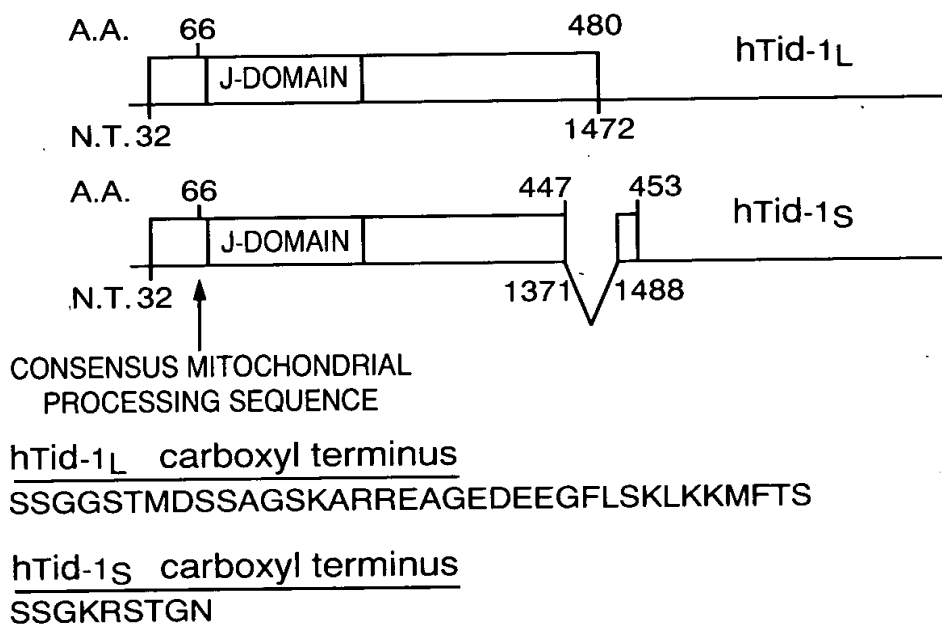 A.A. 66 480 hTid-1L
J-DOMAIN
N.T. 32 1472
A.A. 66 447 453 hTid-1S
J-DOMAIN
N.T. 32 1371 1488
CONSENSUS MITOCHONDRIAL
PROCESSING SEQUENCE
hTid-1L carboxyl terminus
SSGGSTMDSSAGSKARREAGEDEEGFLSKLKKMFTS
hTid-1S carboxyl terminus
SSGKRSTGN